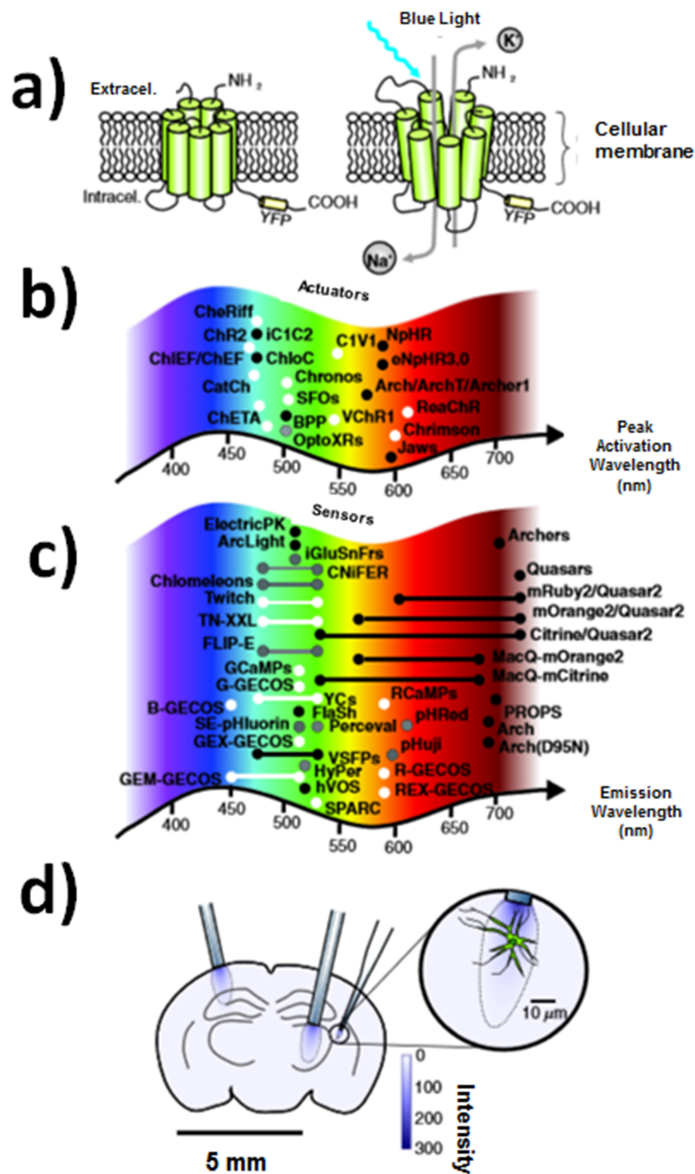 a)
Blue Light
K⁺
NH₂
NH₂
Extracel.
Cellular
membrane
Intracel.
YFP
COOH
YFP
COOH
Na⁺
b)
Actuators
CheRiff
ChR2
iC1C2
C1V1
NpHR
ChIEF/ChEF
ChloC
eNpHR3.0
CatCh
Chronos
Arch/ArchT/Archer1
SFOs
ReaChR
ChETA
BPP
VChR1
OptoXRs
Chrimson
Jaws
Peak
Activation
Wavelength
(nm)
400
450
500
550
600
650
700
c)
Sensors
ElectricPK
ArcLight
Archers
iGluSnFrs
CNiFER
Quasars
Chlomeleons
mRuby2/Quasar2
Twitch
mOrange2/Quasar2
TN-XXL
Citrine/Quasar2
FLIP-E
MacQ-mOrange2
GCaMPs
MacQ-mCitrine
G-GECOS
YCs
RCaMPs
B-GECOS
FlaSh
pHRed
PROPS
SE-pHluorin
Perceval
Arch
GEX-GECOS
pHuji
Arch(D95N)
VSFPs
HyPer
R-GECOS
GEM-GECOS
hVOS
REX-GECOS
SPARC
Emission
Wavelength
(nm)
400
450
500
550
600
650
700
d)
10 µm
0
100
200
300
Intensity
5 mm